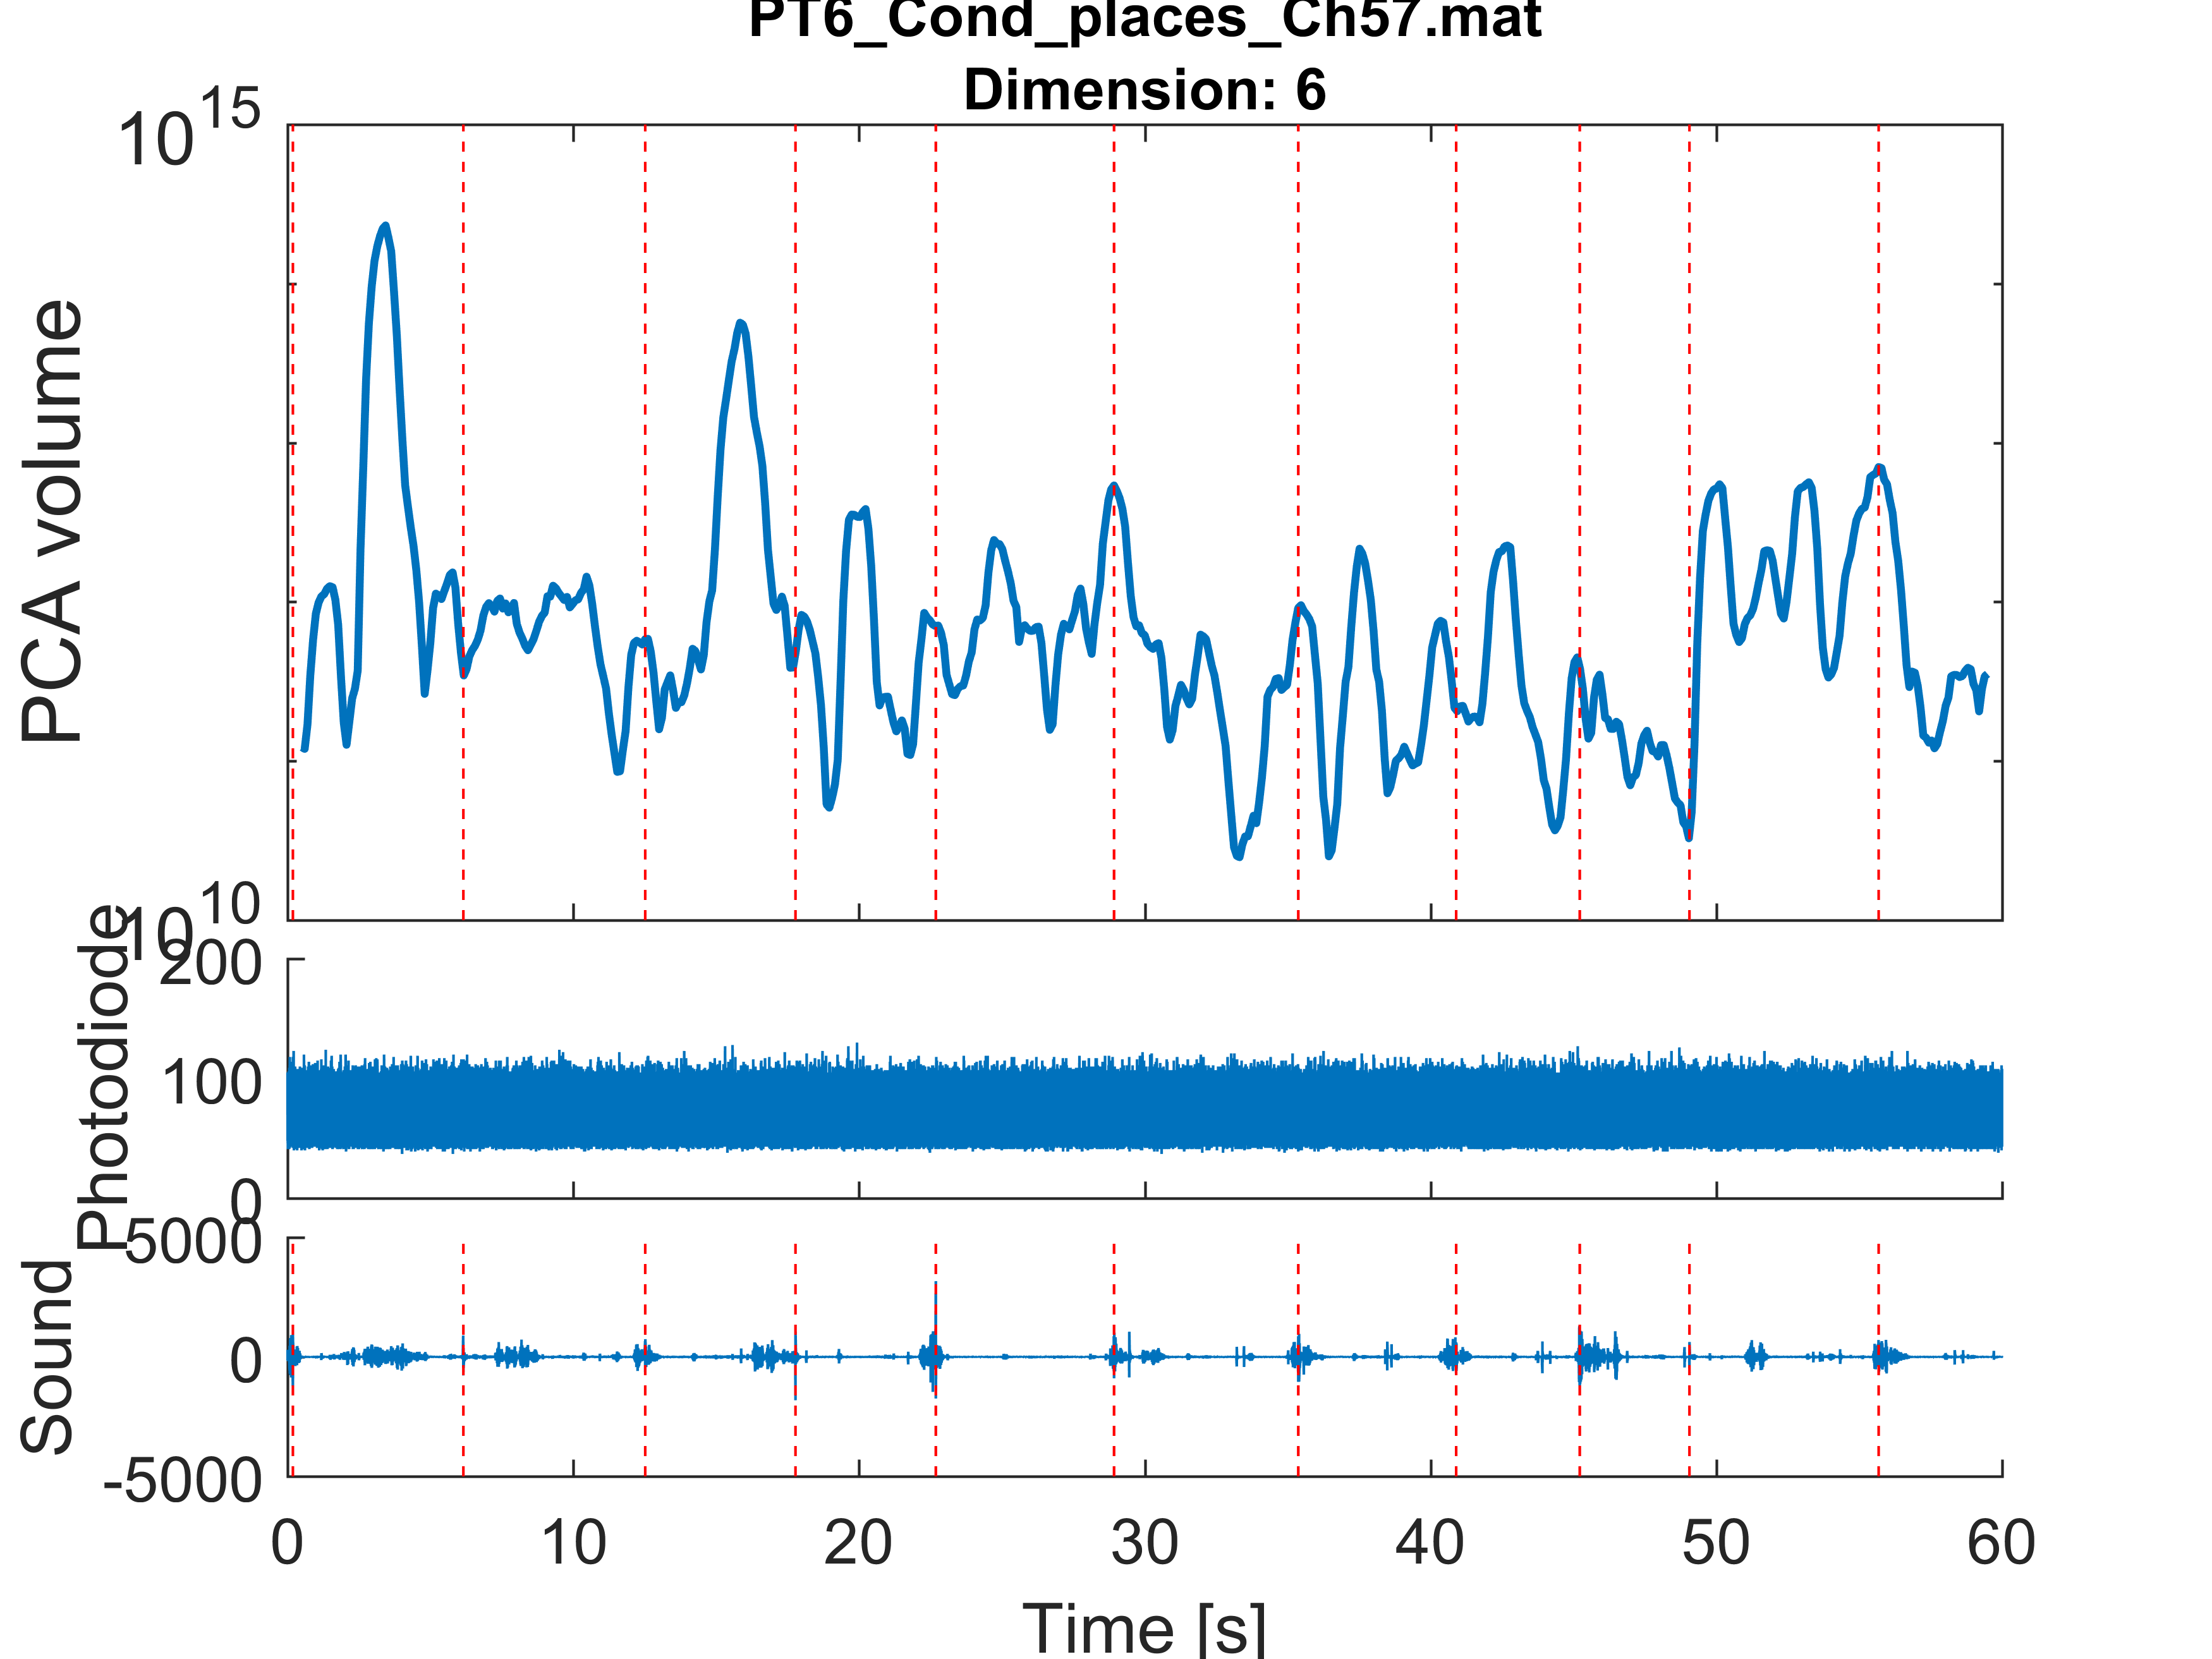 PT6_Cond_places_Ch57.mat
Dimension: 6
10^15
PCA volume
10^10
200
100
0
Photodiode
5000
0
-5000
Sound
0 10 20 30 40 50 60
Time [s]